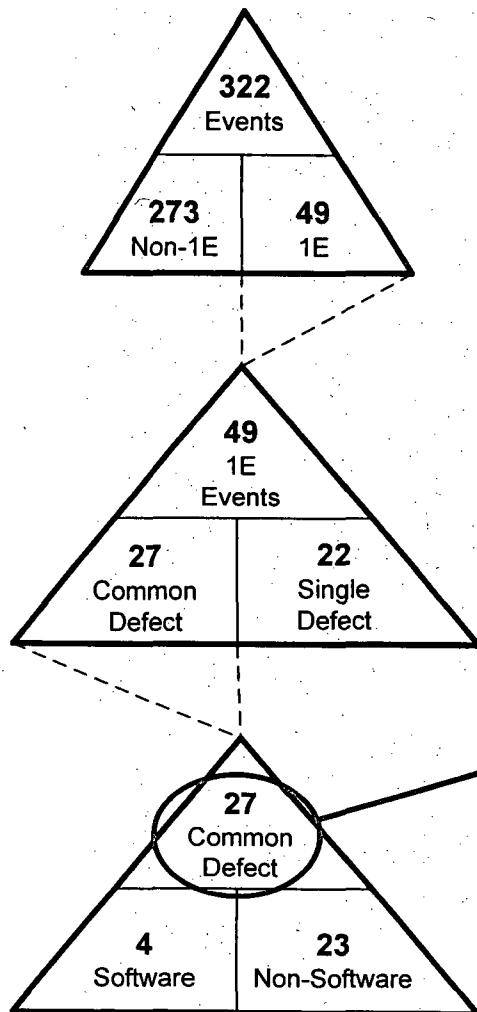 322
Events
273
Non-1E
49
1E
49
1E
Events
27
Common
Defect
22
Single
Defect
27
Common
Defect
4
Software
23
Non-Software